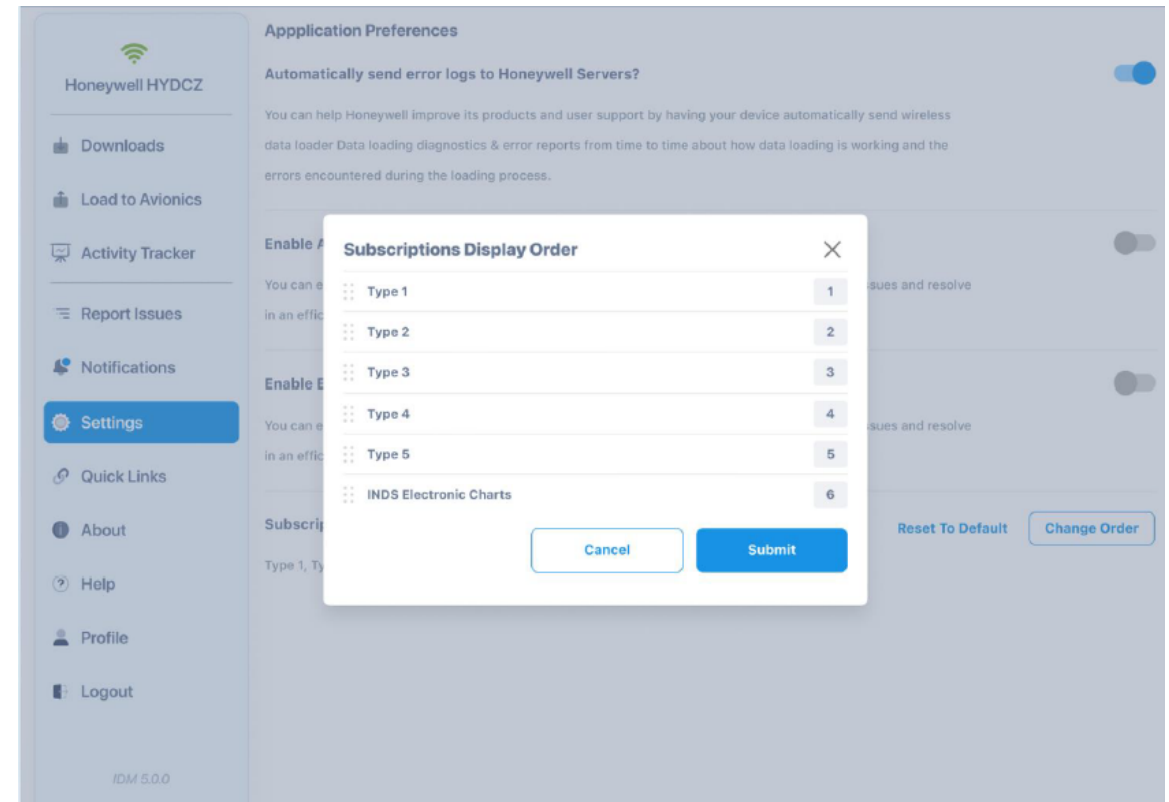 Honeywell HYDCZ
Downloads
Load to Avionics
Activity Tracker
Report Issues
Notifications
Settings
Quick Links
About
Help
Profile
Logout
IDM 5.0.0
Appplication Preferences
Automatically send error logs to Honeywell Servers?
You can help Honeywell improve its products and user support by having your device automatically send wireless
data loader Data loading diagnostics & error reports from time to time about how data loading is working and the
errors encountered during the loading process.
Enable
You can
sues and resolve
in an
Enable
You can
sues and resolve
in an
Reset To Default
Change Order
Type 1,
Subscriptions Display Order
Type 1
1
Type 2
2
Type 3
3
Type 4
4
Type 5
5
INDS Electronic Charts
6
Cancel
Submit